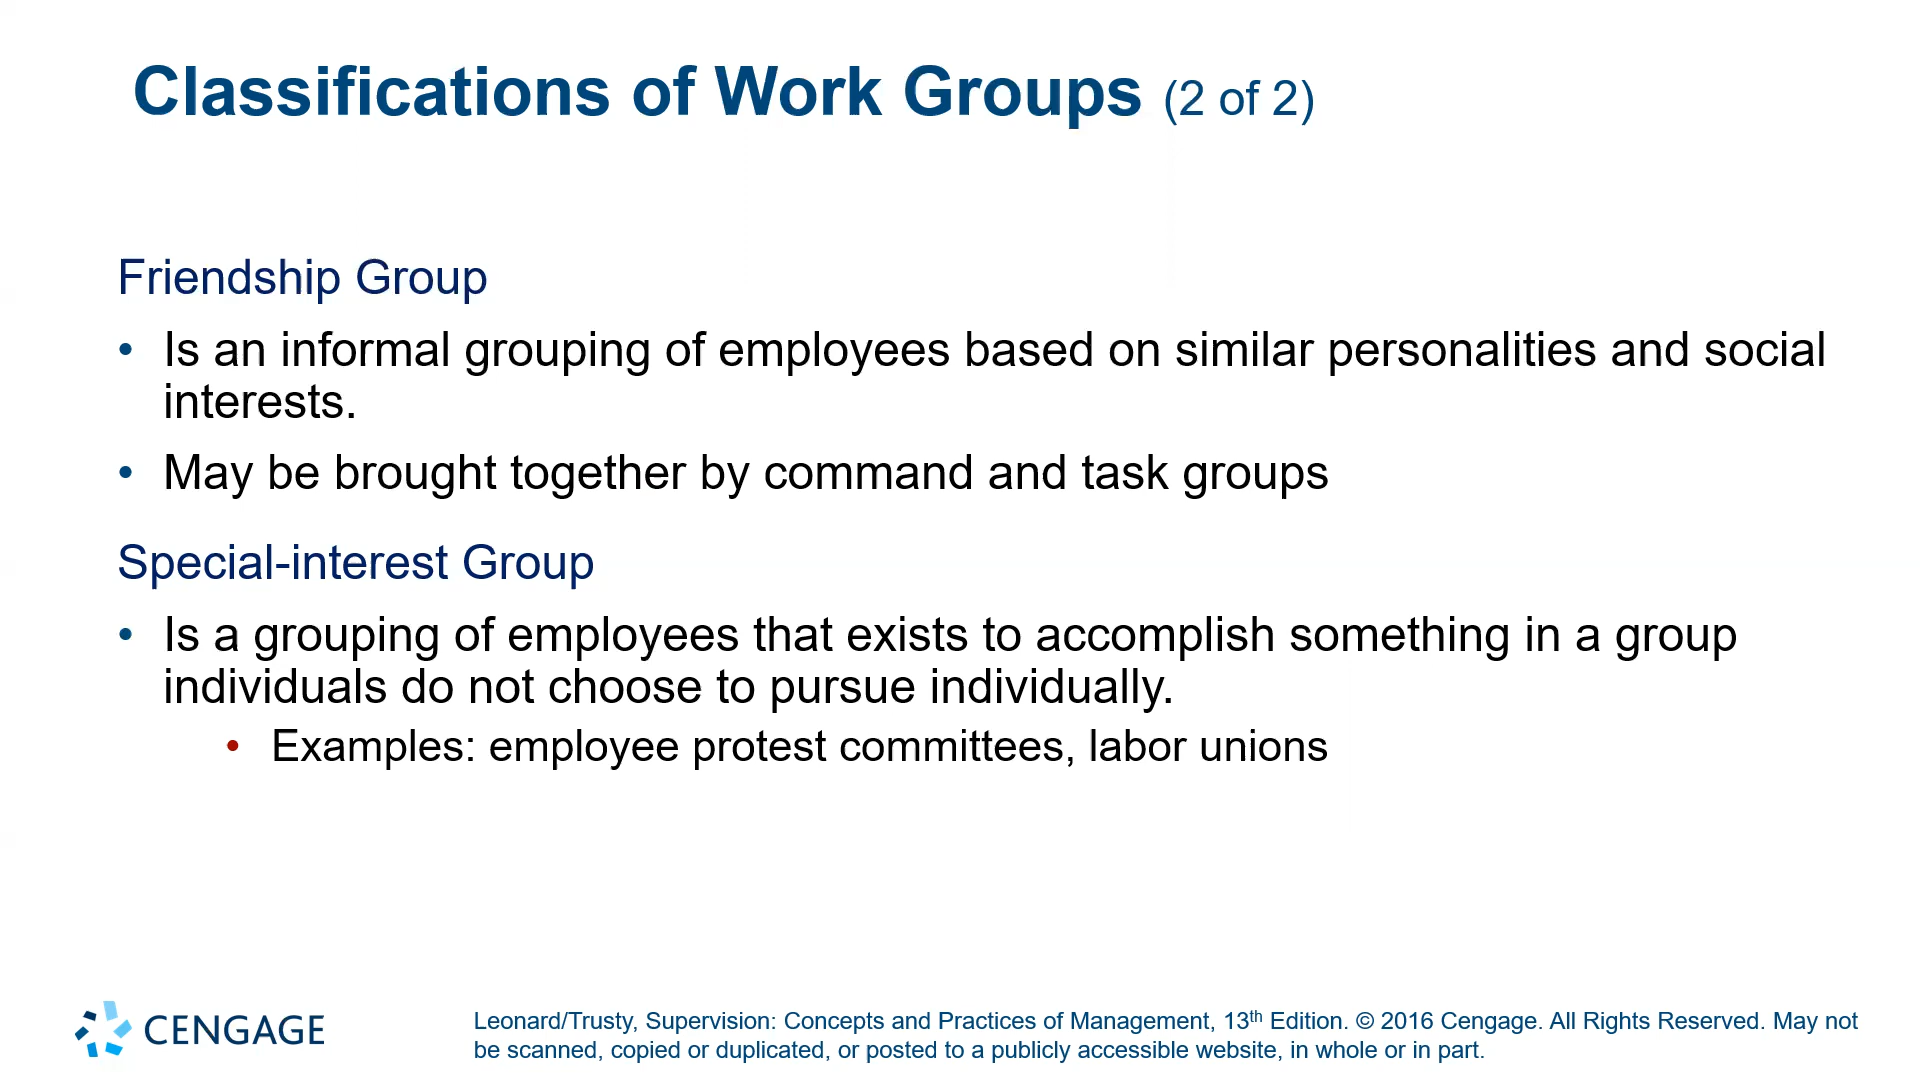 Classifications of Work Groups (2 of 2)
Friendship Group
• Is an informal grouping of employees based on similar personalities and social
interests.
• May be brought together by command and task groups
Special-interest Group
• Is a grouping of employees that exists to accomplish something in a group
individuals do not choose to pursue individually.
• Examples: employee protest committees, labor unions
CENGAGE
Leonard/Trusty, Supervision: Concepts and Practices of Management, 13th Edition. © 2016 Cengage. All Rights Reserved. May not
be scanned, copied or duplicated, or posted to a publicly accessible website, in whole or in part.